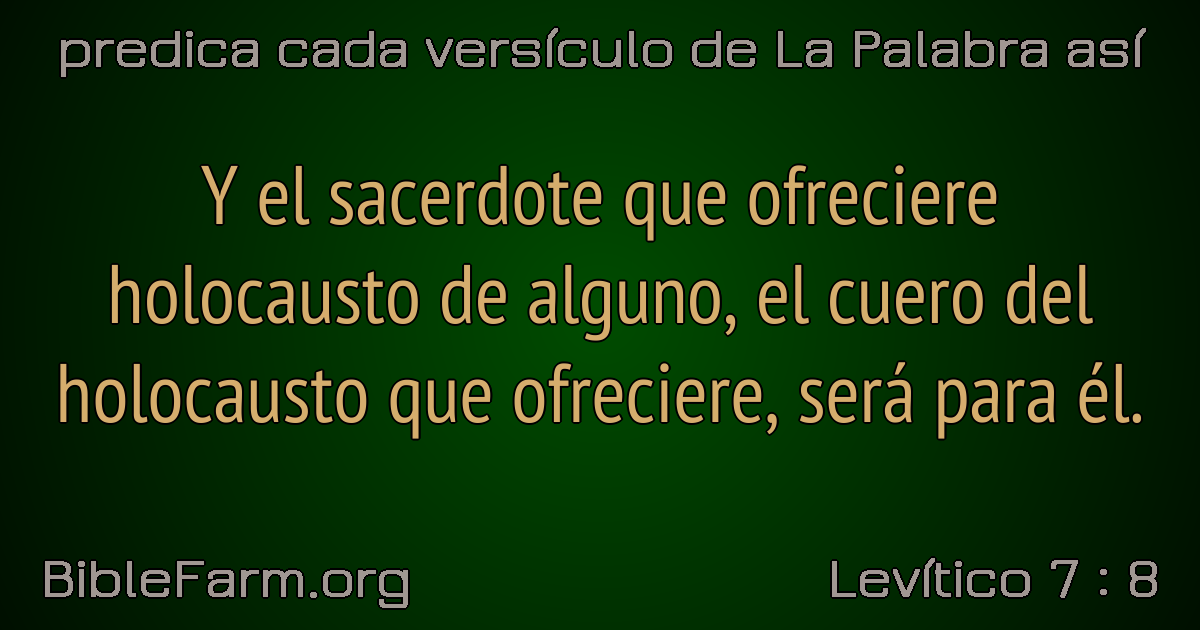 predica cada versículo de La Palabra así
Y el sacerdote que ofreciere
holocausto de alguno, el cuero del
holocausto que ofreciere, será para él.
BibleFarm.org
Levítico 7 : 8